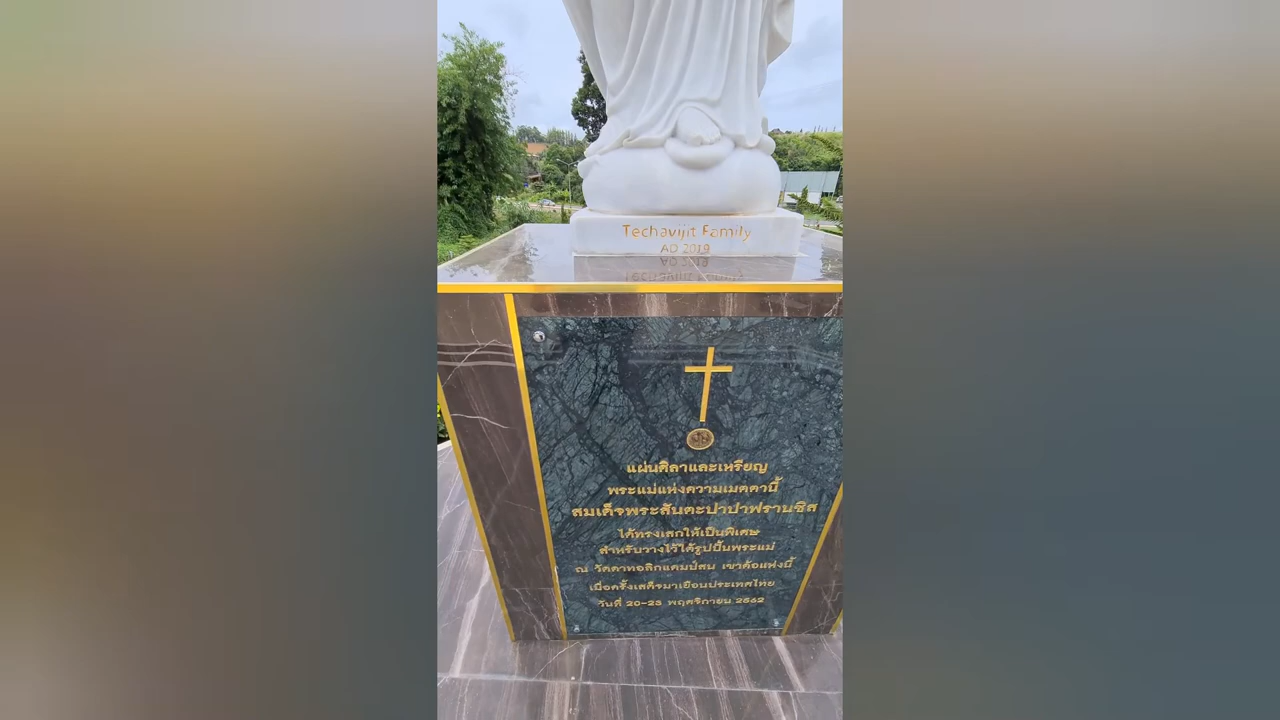 Techavijit Family
AD 2019
แผ่นศิลาและเหรียญ
พระแม่แห่งความเมตตานี้
สมเด็จพระสันตะปาปาฟรานซิส
ได้ทรงเสกให้เป็นพิเศษ
สำหรับวางไว้ใต้รูปปั้นพระแม่
ณ วัดคาทอลิกแคมป์สน เขาค้อแห่งนี้
เมื่อครั้งเสด็จมาเยือนประเทศไทย
วันที่ 20-23 พฤศจิกายน 2562